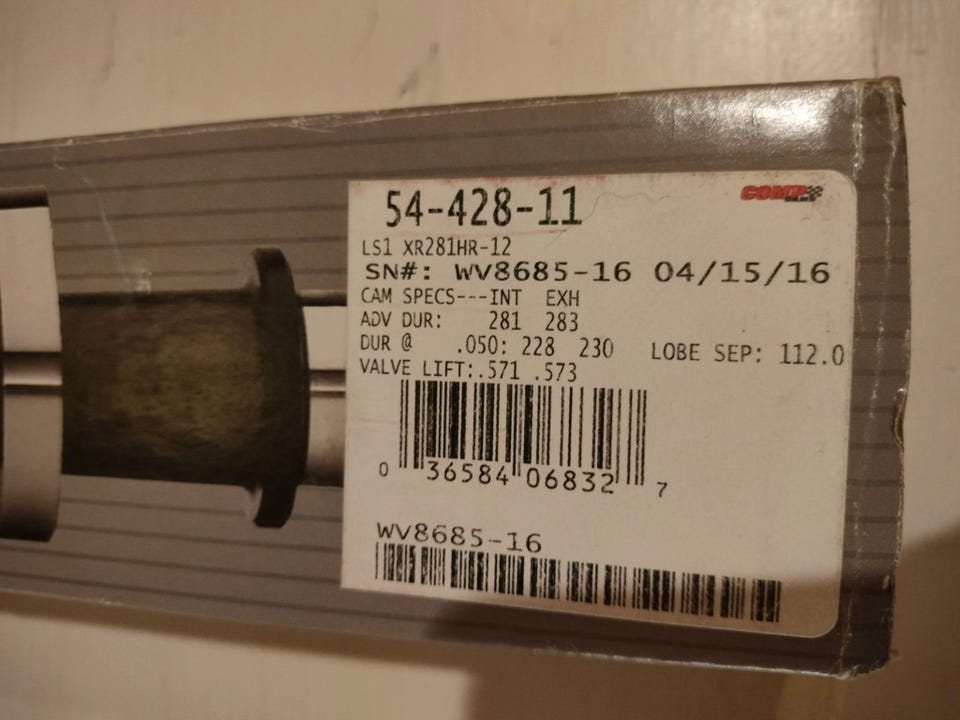 54-428-11
COMP
CAMS
LS1 XR281HR-12
SN#: WV8685-16 04/15/16
CAM SPECS---INT EXH
ADV DUR: 281 283
DUR @ .050: 228 230 LOBE SEP: 112.0
VALVE LIFT:.571 .573
0 36584 06832 7
WV8685-16